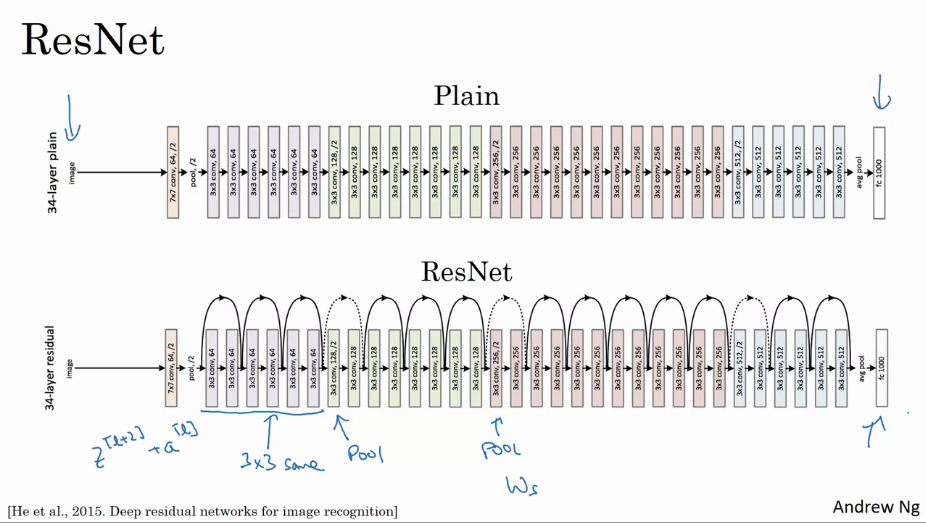 ResNet
Plain
34-layer plain
image
7x7 conv, 64, /2
pool, /2
3x3 conv, 64
3x3 conv, 64
3x3 conv, 64
3x3 conv, 64
3x3 conv, 64
3x3 conv, 64
3x3 conv, 128, /2
3x3 conv, 128
3x3 conv, 128
3x3 conv, 128
3x3 conv, 128
3x3 conv, 128
3x3 conv, 128
3x3 conv, 128
3x3 conv, 256, /2
3x3 conv, 256
3x3 conv, 256
3x3 conv, 256
3x3 conv, 256
3x3 conv, 256
3x3 conv, 256
3x3 conv, 256
3x3 conv, 256
3x3 conv, 256
3x3 conv, 256
3x3 conv, 256
3x3 conv, 512, /2
3x3 conv, 512
3x3 conv, 512
3x3 conv, 512
3x3 conv, 512
3x3 conv, 512
avg pool
fc 1000
ResNet
34-layer residual
image
7x7 conv, 64, /2
pool, /2
3x3 conv, 64
3x3 conv, 64
3x3 conv, 64
3x3 conv, 64
3x3 conv, 64
3x3 conv, 64
3x3 conv, 128, /2
3x3 conv, 128
3x3 conv, 128
3x3 conv, 128
3x3 conv, 128
3x3 conv, 128
3x3 conv, 128
3x3 conv, 128
3x3 conv, 256, /2
3x3 conv, 256
3x3 conv, 256
3x3 conv, 256
3x3 conv, 256
3x3 conv, 256
3x3 conv, 256
3x3 conv, 256
3x3 conv, 256
3x3 conv, 256
3x3 conv, 256
3x3 conv, 256
3x3 conv, 512, /2
3x3 conv, 512
3x3 conv, 512
3x3 conv, 512
3x3 conv, 512
3x3 conv, 512
avg pool
fc 1000
z[l+2] + a[l]
3x3 same
Pool
Pool
Ws
[He et al., 2015. Deep residual networks for image recognition]
Andrew Ng